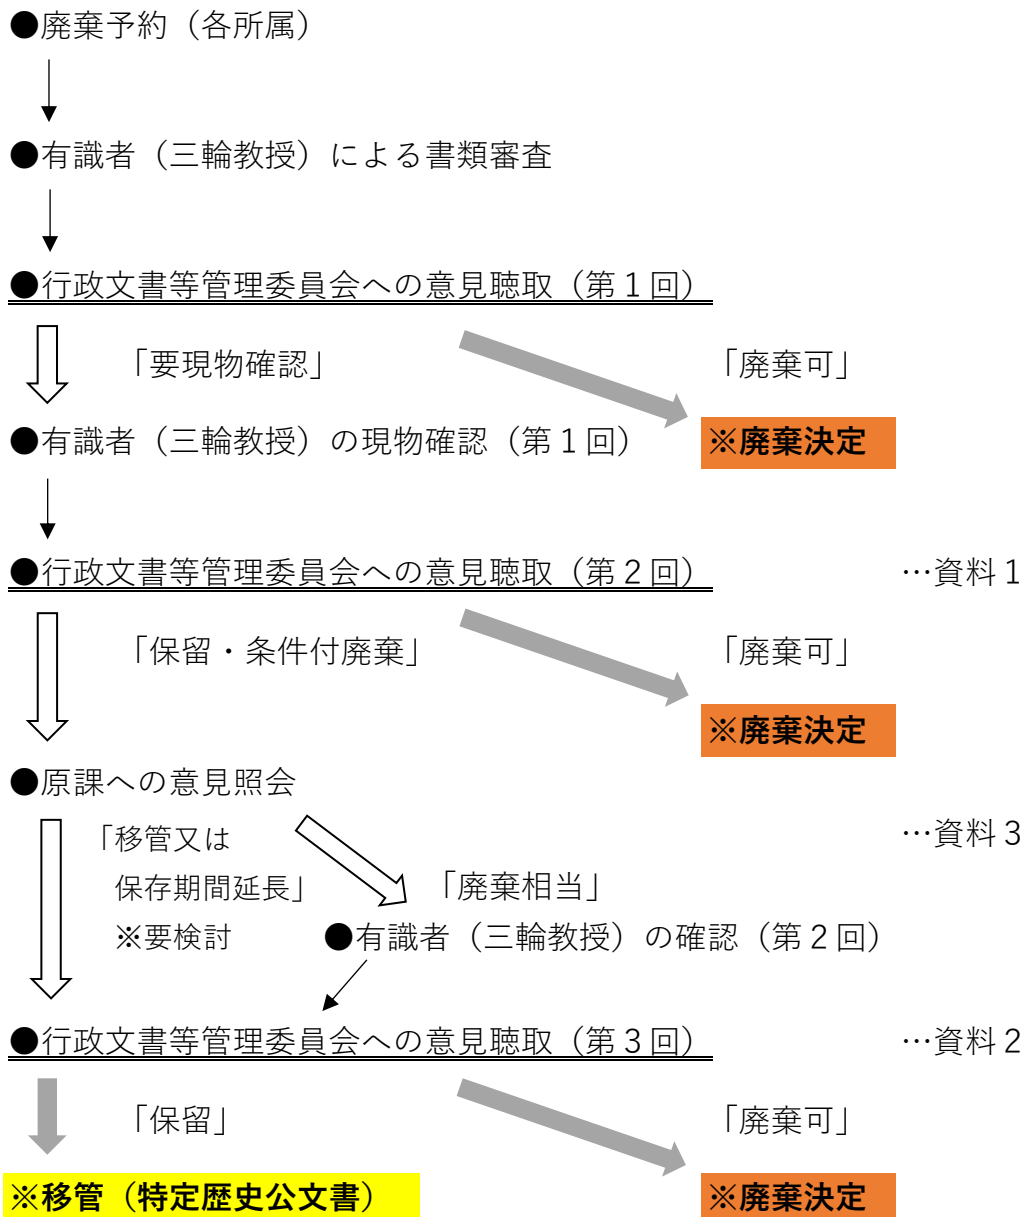 ●廃棄予約（各所属）
●有識者（三輪教授）による書類審査
●行政文書等管理委員会への意見聴取（第１回）
「要現物確認」 「廃棄可」
●有識者（三輪教授）の現物確認（第１回） ※廃棄決定
●行政文書等管理委員会への意見聴取（第２回） …資料１
「保留・条件付廃棄」 「廃棄可」
※廃棄決定
●原課への意見照会
「移管又は …資料３
保存期間延長」 「廃棄相当」
※要検討 ●有識者（三輪教授）の確認（第２回）
●行政文書等管理委員会への意見聴取（第３回） …資料２
「保留」 「廃棄可」
※移管（特定歴史公文書） ※廃棄決定